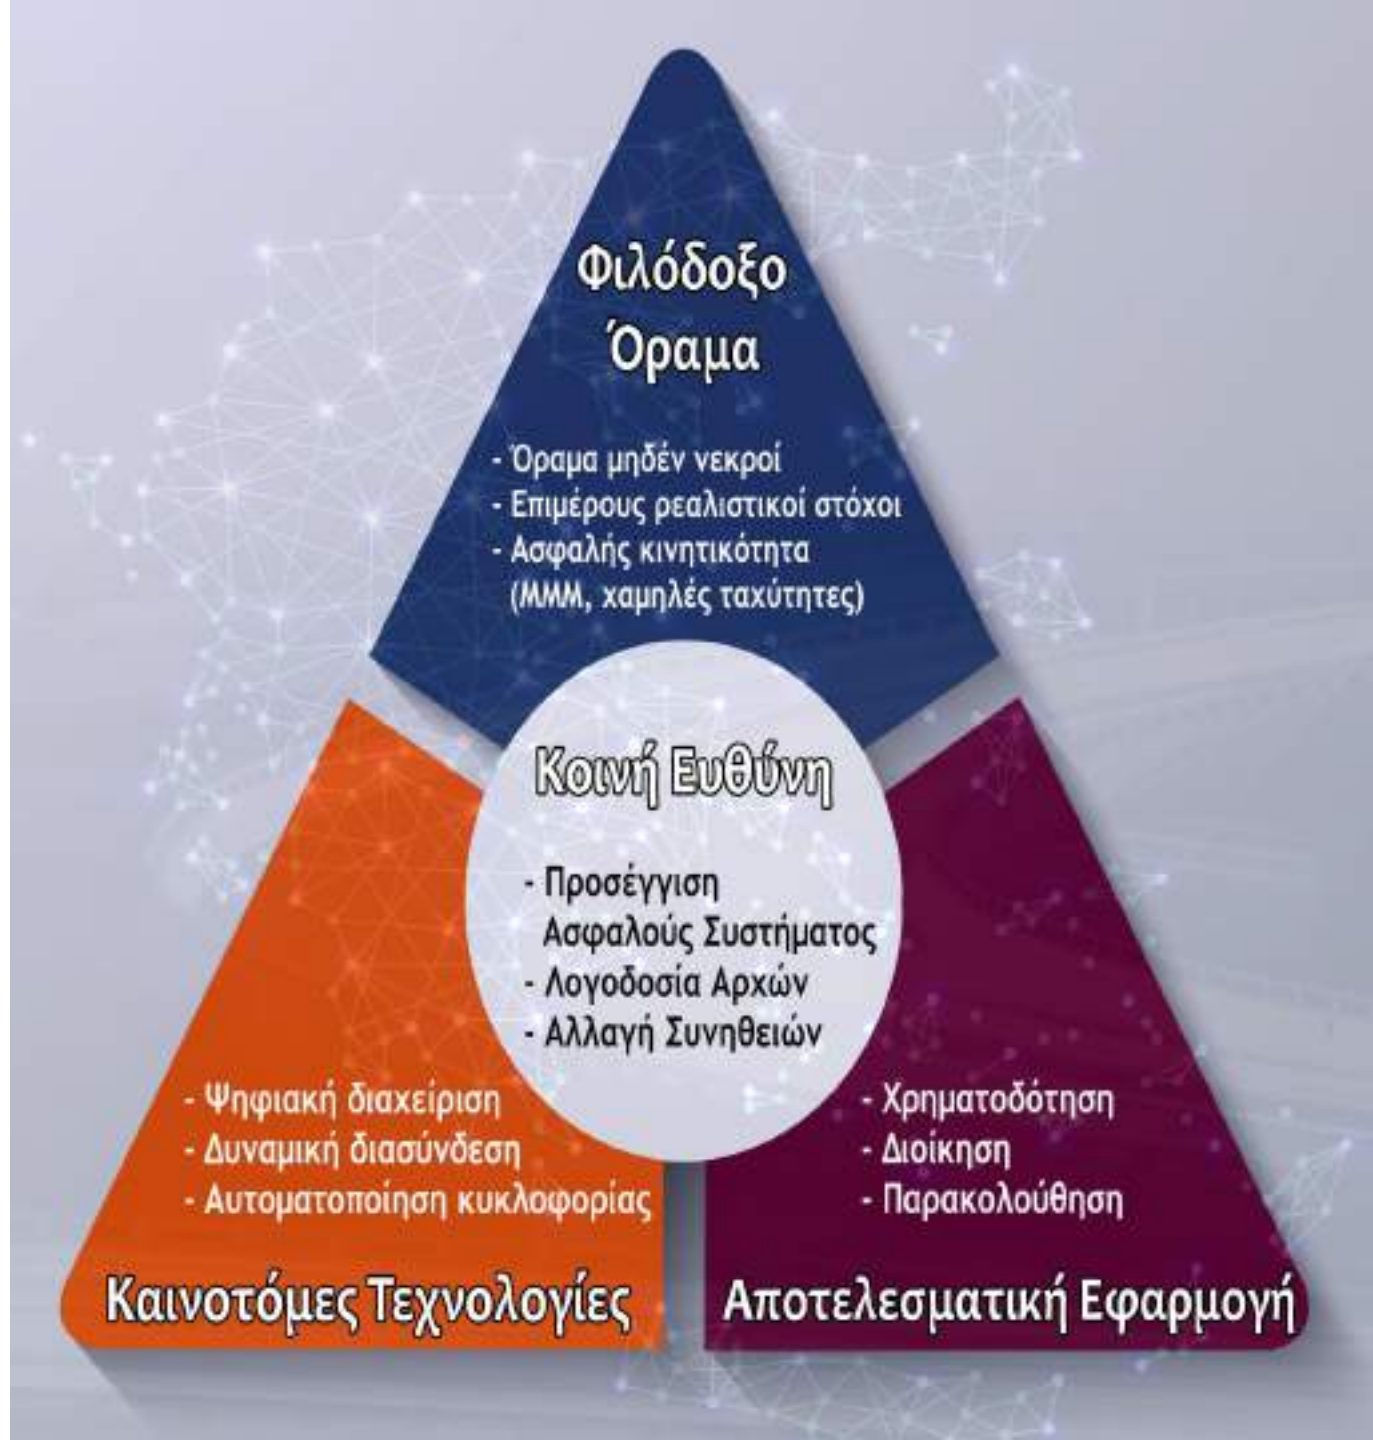 Φιλόδοξο
Όραμα
- Όραμα μηδέν νεκροί
- Επιμέρους ρεαλιστικοί στόχοι
- Ασφαλής κινητικότητα
(ΜΜΜ, χαμηλές ταχύτητες)
Κοινή Ευθύνη
- Προσέγγιση
Ασφαλούς Συστήματος
- Λογοδοσία Αρχών
- Αλλαγή Συνηθειών
- Ψηφιακή διαχείριση
- Δυναμική διασύνδεση
- Αυτοματοποίηση κυκλοφορίας
Καινοτόμες Τεχνολογίες
- Χρηματοδότηση
- Διοίκηση
- Παρακολούθηση
Αποτελεσματική Εφαρμογή